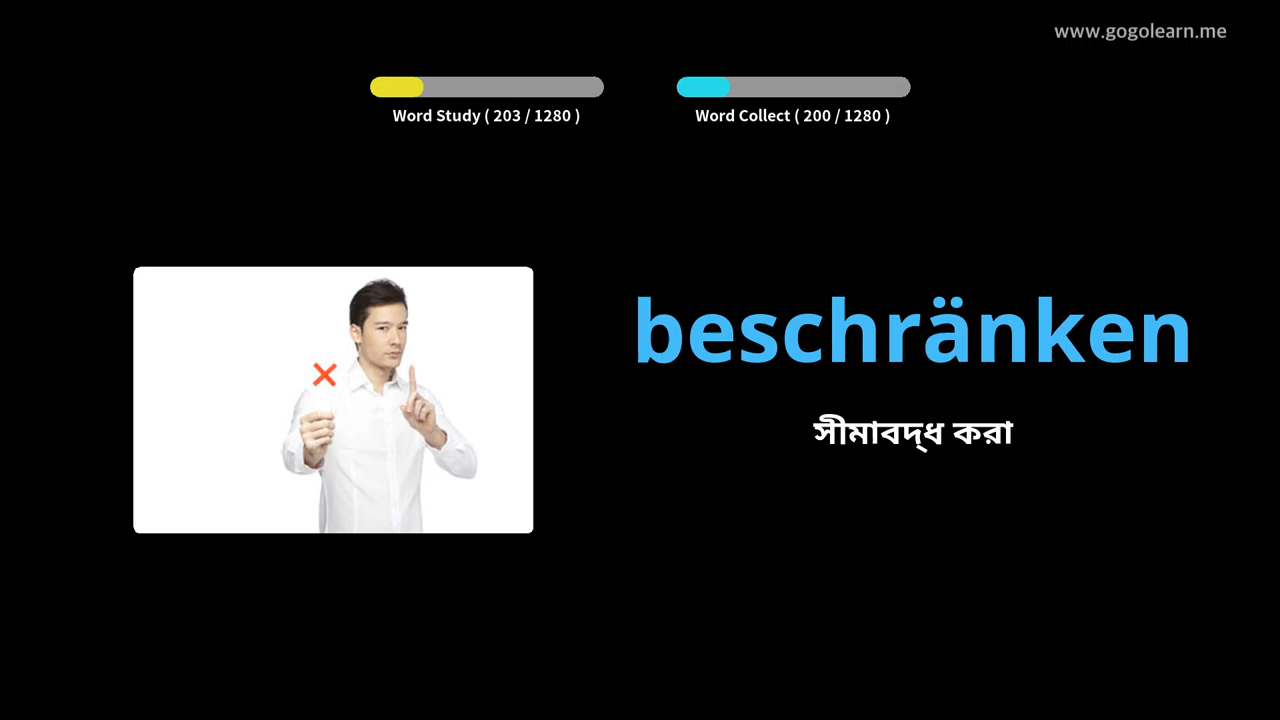 www.gogolearn.me
Word Study ( 203 / 1280 )
Word Collect ( 200 / 1280 )
beschränken
সীমাবদ্ধ করা